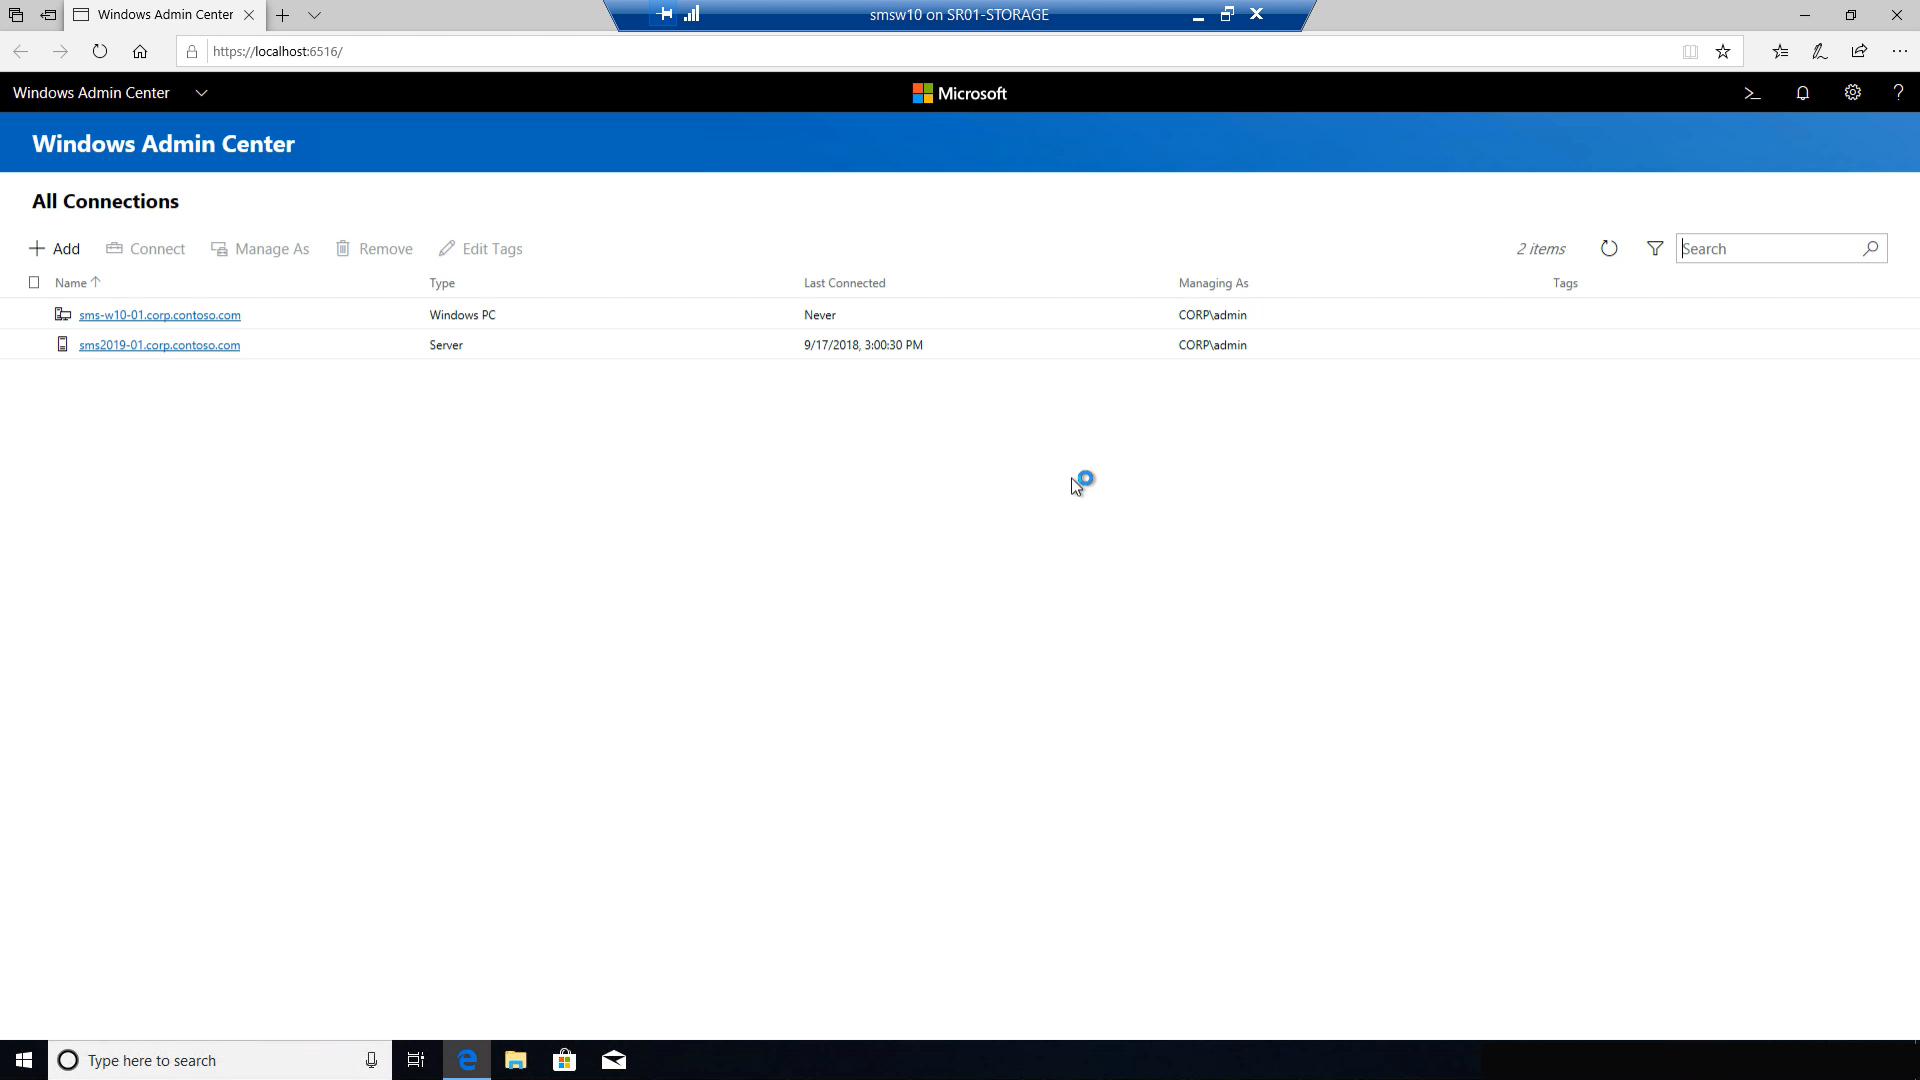 Windows Admin Center
smsw10 on SR01-STORAGE
https://localhost:6516/
Windows Admin Center
Microsoft
Windows Admin Center
All Connections
Add Connect Manage As Remove Edit Tags 2 items Search
Name Type Last Connected Managing As Tags
sms-w10-01.corp.contoso.com Windows PC Never CORP\admin
sms2019-01.corp.contoso.com Server 9/17/2018, 3:00:30 PM CORP\admin
Type here to search